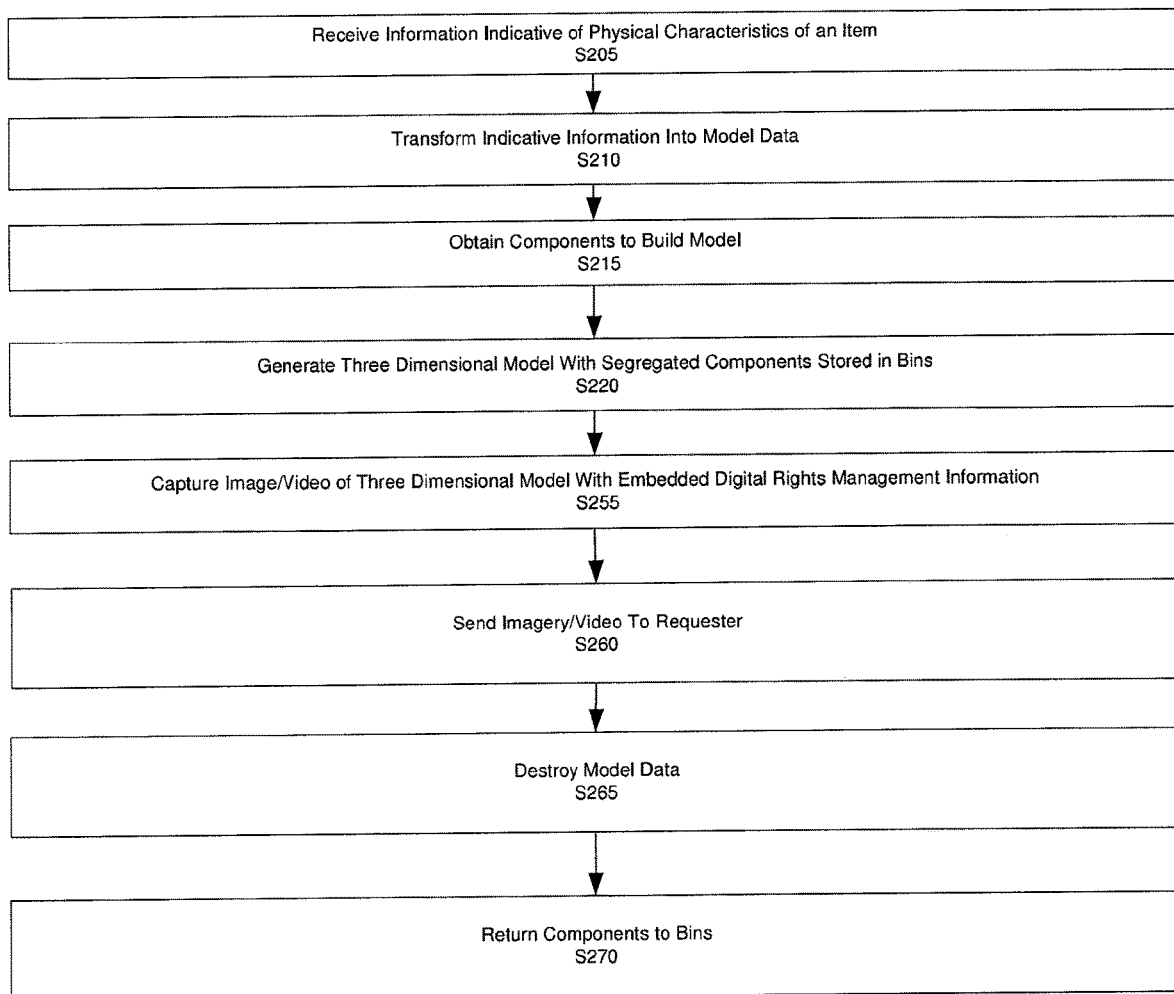 Receive Information Indicative of Physical Characteristics of an Item
S205
Transform Indicative Information Into Model Data
S210
Obtain Components to Build Model
S215
Generate Three Dimensional Model With Segregated Components Stored in Bins
S220
Capture Image/Video of Three Dimensional Model With Embedded Digital Rights Management Information
S255
Send Imagery/Video To Requester
S260
Destroy Model Data
S265
Return Components to Bins
S270